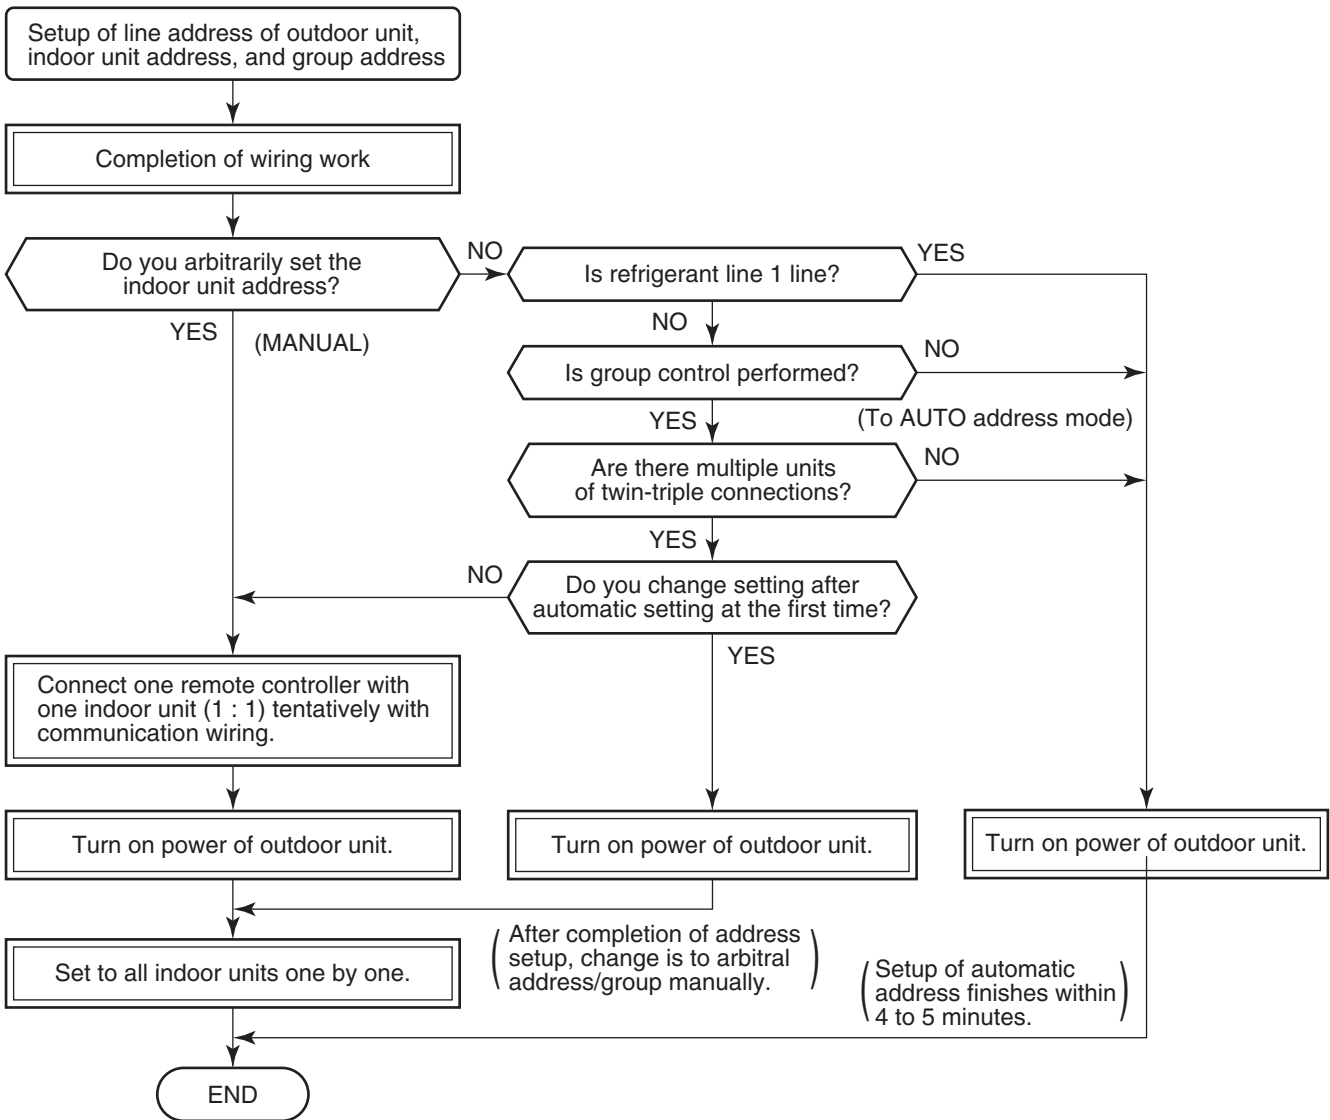 Setup of line address of outdoor unit,
indoor unit address, and group address
Completion of wiring work
Do you arbitrarily set the
indoor unit address?
NO
Is refrigerant line 1 line?
YES
YES
(MANUAL)
NO
Is group control performed?
NO
YES
(To AUTO address mode)
Are there multiple units
of twin-triple connections?
NO
YES
NO
Do you change setting after
automatic setting at the first time?
YES
Connect one remote controller with
one indoor unit (1 : 1) tentatively with
communication wiring.
Turn on power of outdoor unit.
Turn on power of outdoor unit.
Turn on power of outdoor unit.
(After completion of address
setup, change is to arbitral
address/group manually.)
Set to all indoor units one by one.
(Setup of automatic
address finishes within
4 to 5 minutes.)
END